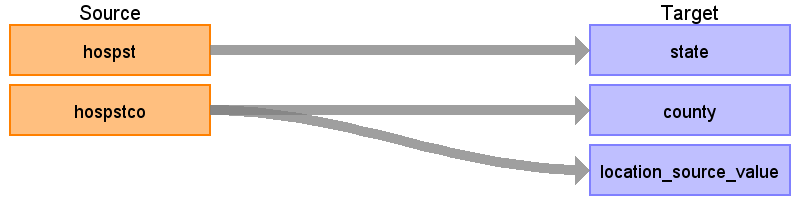 Source
Target
hospst
state
hospstco
county
location_source_value